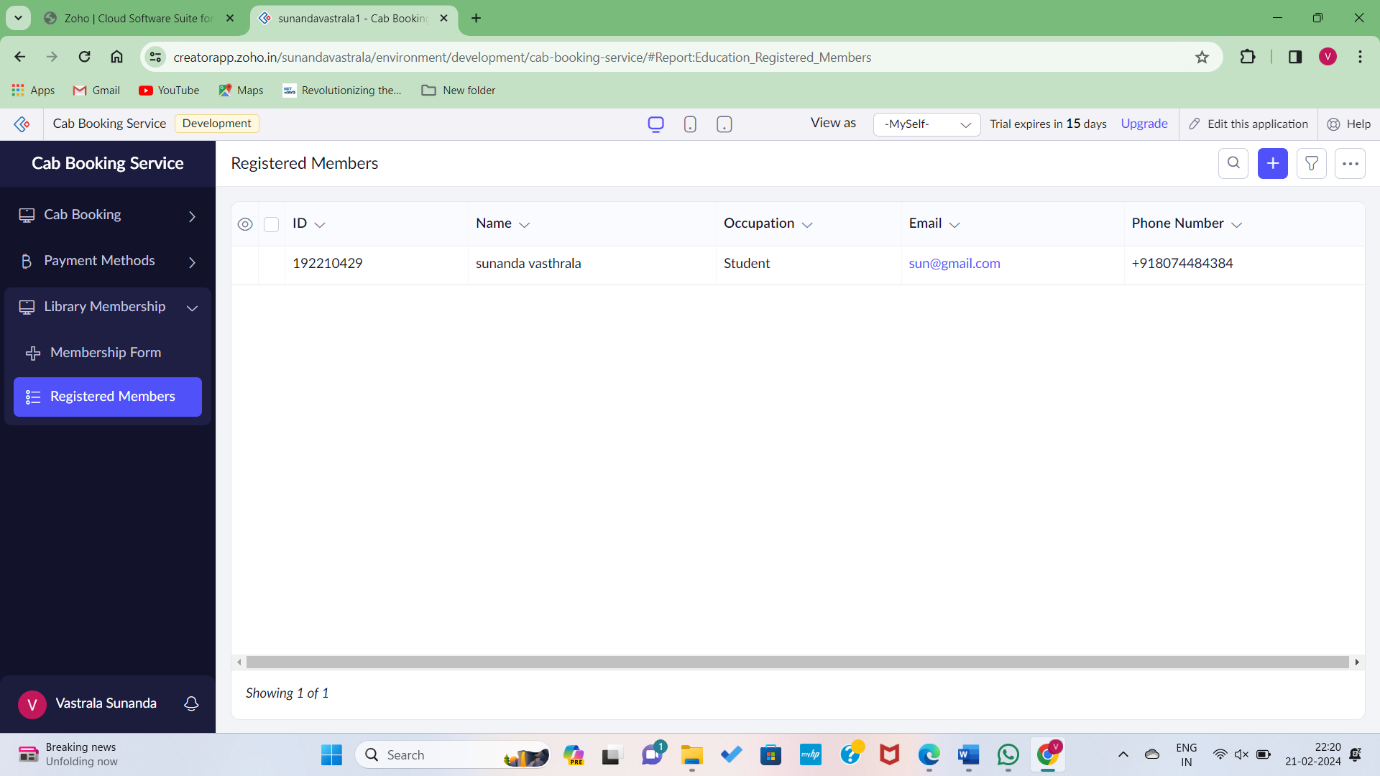 Zoho | Cloud Software Suite for
sunandavastrala1 - Cab Booking
creatorapp.zoho.in/sunandavastrala/environment/development/cab-booking-service/#Report:Education_Registered_Members
V
Apps Gmail YouTube Maps Revolutionizing the... New folder
Cab Booking Service Development View as -MySelf- Trial expires in 15 days Upgrade Edit this application Help
Cab Booking Service
Registered Members
Cab Booking
Payment Methods
Library Membership
Membership Form
Registered Members
ID Name Occupation Email Phone Number
192210429 sunanda vasthrala Student sun@gmail.com +918074484384
Showing 1 of 1
V Vastrala Sunanda
Breaking news
Unfolding now
Search
PRE
1
myhp
V
ENG
IN
22:20
21-02-2024